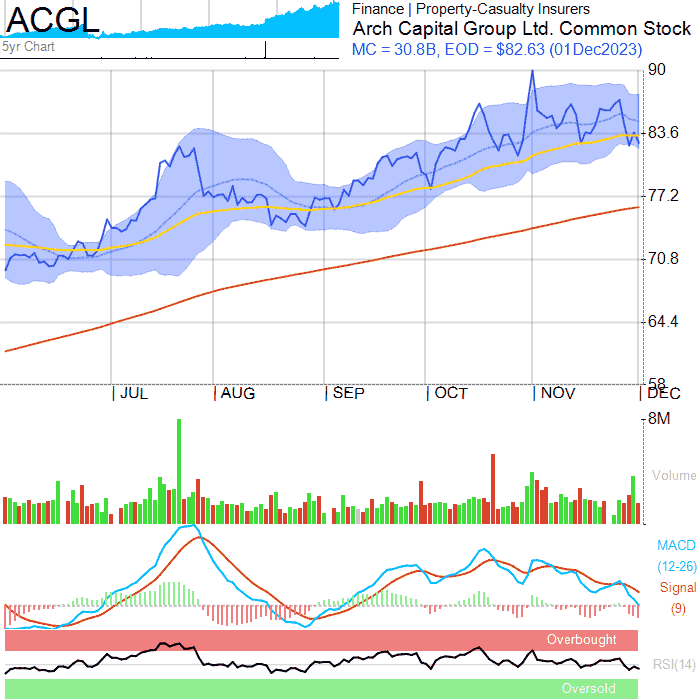 ACGL
5yr Chart
Finance | Property-Casualty Insurers
Arch Capital Group Ltd. Common Stock
MC = 30.8B, EOD = $82.63 (01Dec2023)
90
83.6
77.2
70.8
64.4
58
JUL AUG SEP OCT NOV DEC
8M
Volume
MACD
(12-26)
Signal
(9)
Overbought
RSI(14)
Oversold